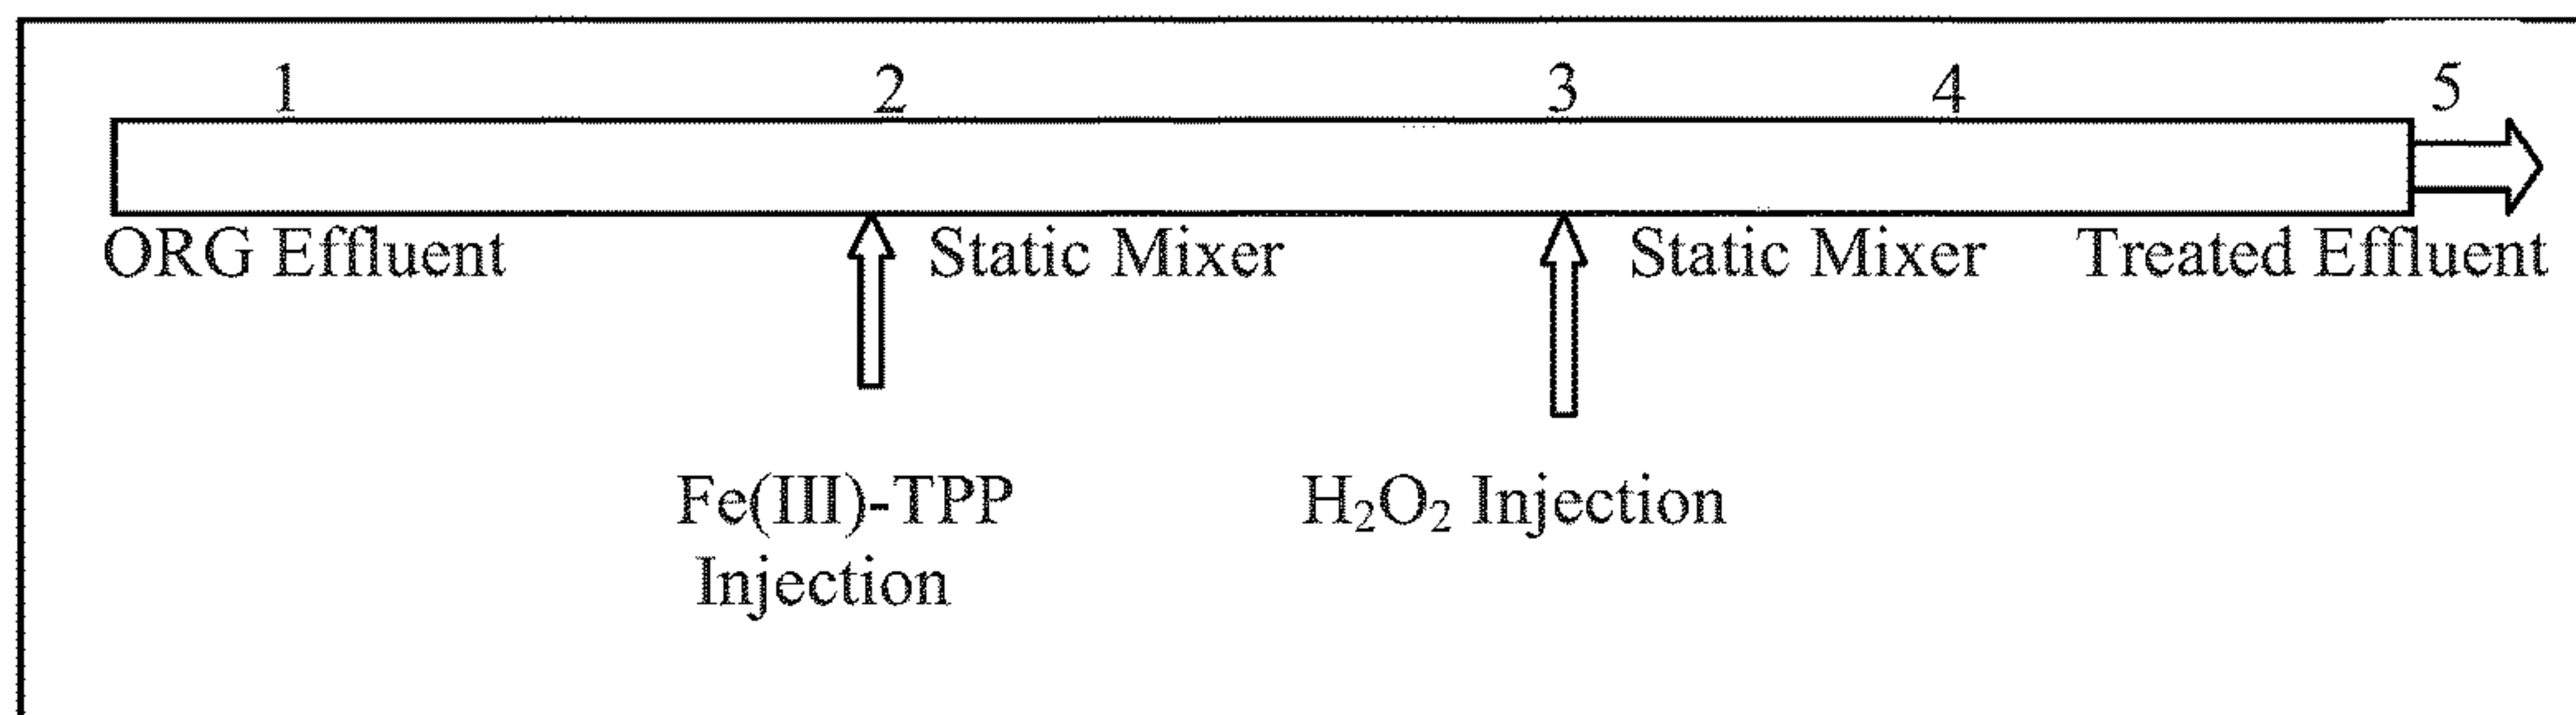 1 2 3 4 5
ORG Effluent Static Mixer Static Mixer Treated Effluent
Fe(III)-TPP
Injection
H₂O₂ Injection